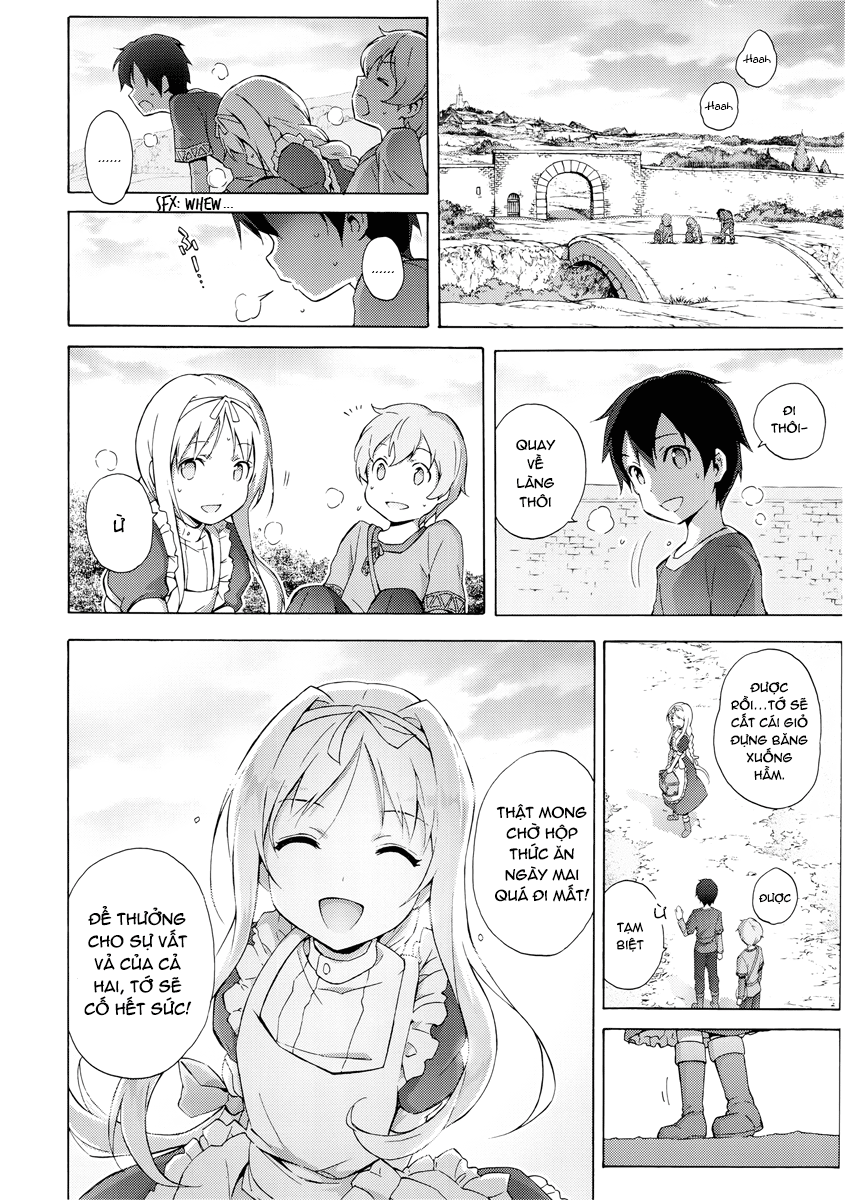 Haah
Haah
......
SFX: WHEW...
......
ĐI
THÔI~
QUAY
VỀ
LÀNG
THÔI
Ừ
ĐƯỢC
RỒI...TỚ SẼ
CẤT CÁI GIỎ
ĐỰNG BĂNG
XUỐNG
HẦM.
ĐƯỢC
Ừ
TẠM
BIỆT
THẬT MONG
CHỜ HỘP
THỨC ĂN
NGÀY MAI
QUÁ ĐI MẤT!
ĐỂ THƯỞNG
CHO SỰ VẤT
VẢ CỦA CẢ
HAI, TỚ SẼ
CỐ HẾT SỨC!